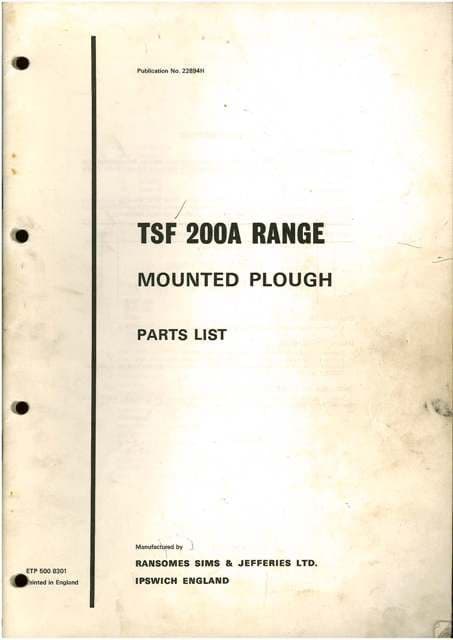 Publication No. 22894H
TSF 200A RANGE
MOUNTED PLOUGH
PARTS LIST
Manufactured by
RANSOMES SIMS & JEFFERIES LTD.
IPSWICH ENGLAND
ETP 500 0301
Printed in England